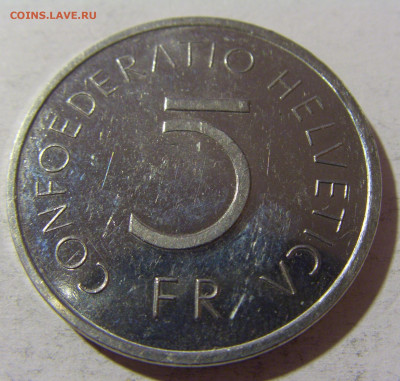 COINS.LAVE.RU
CONFOEDERATIO HELVETICA
5
FR